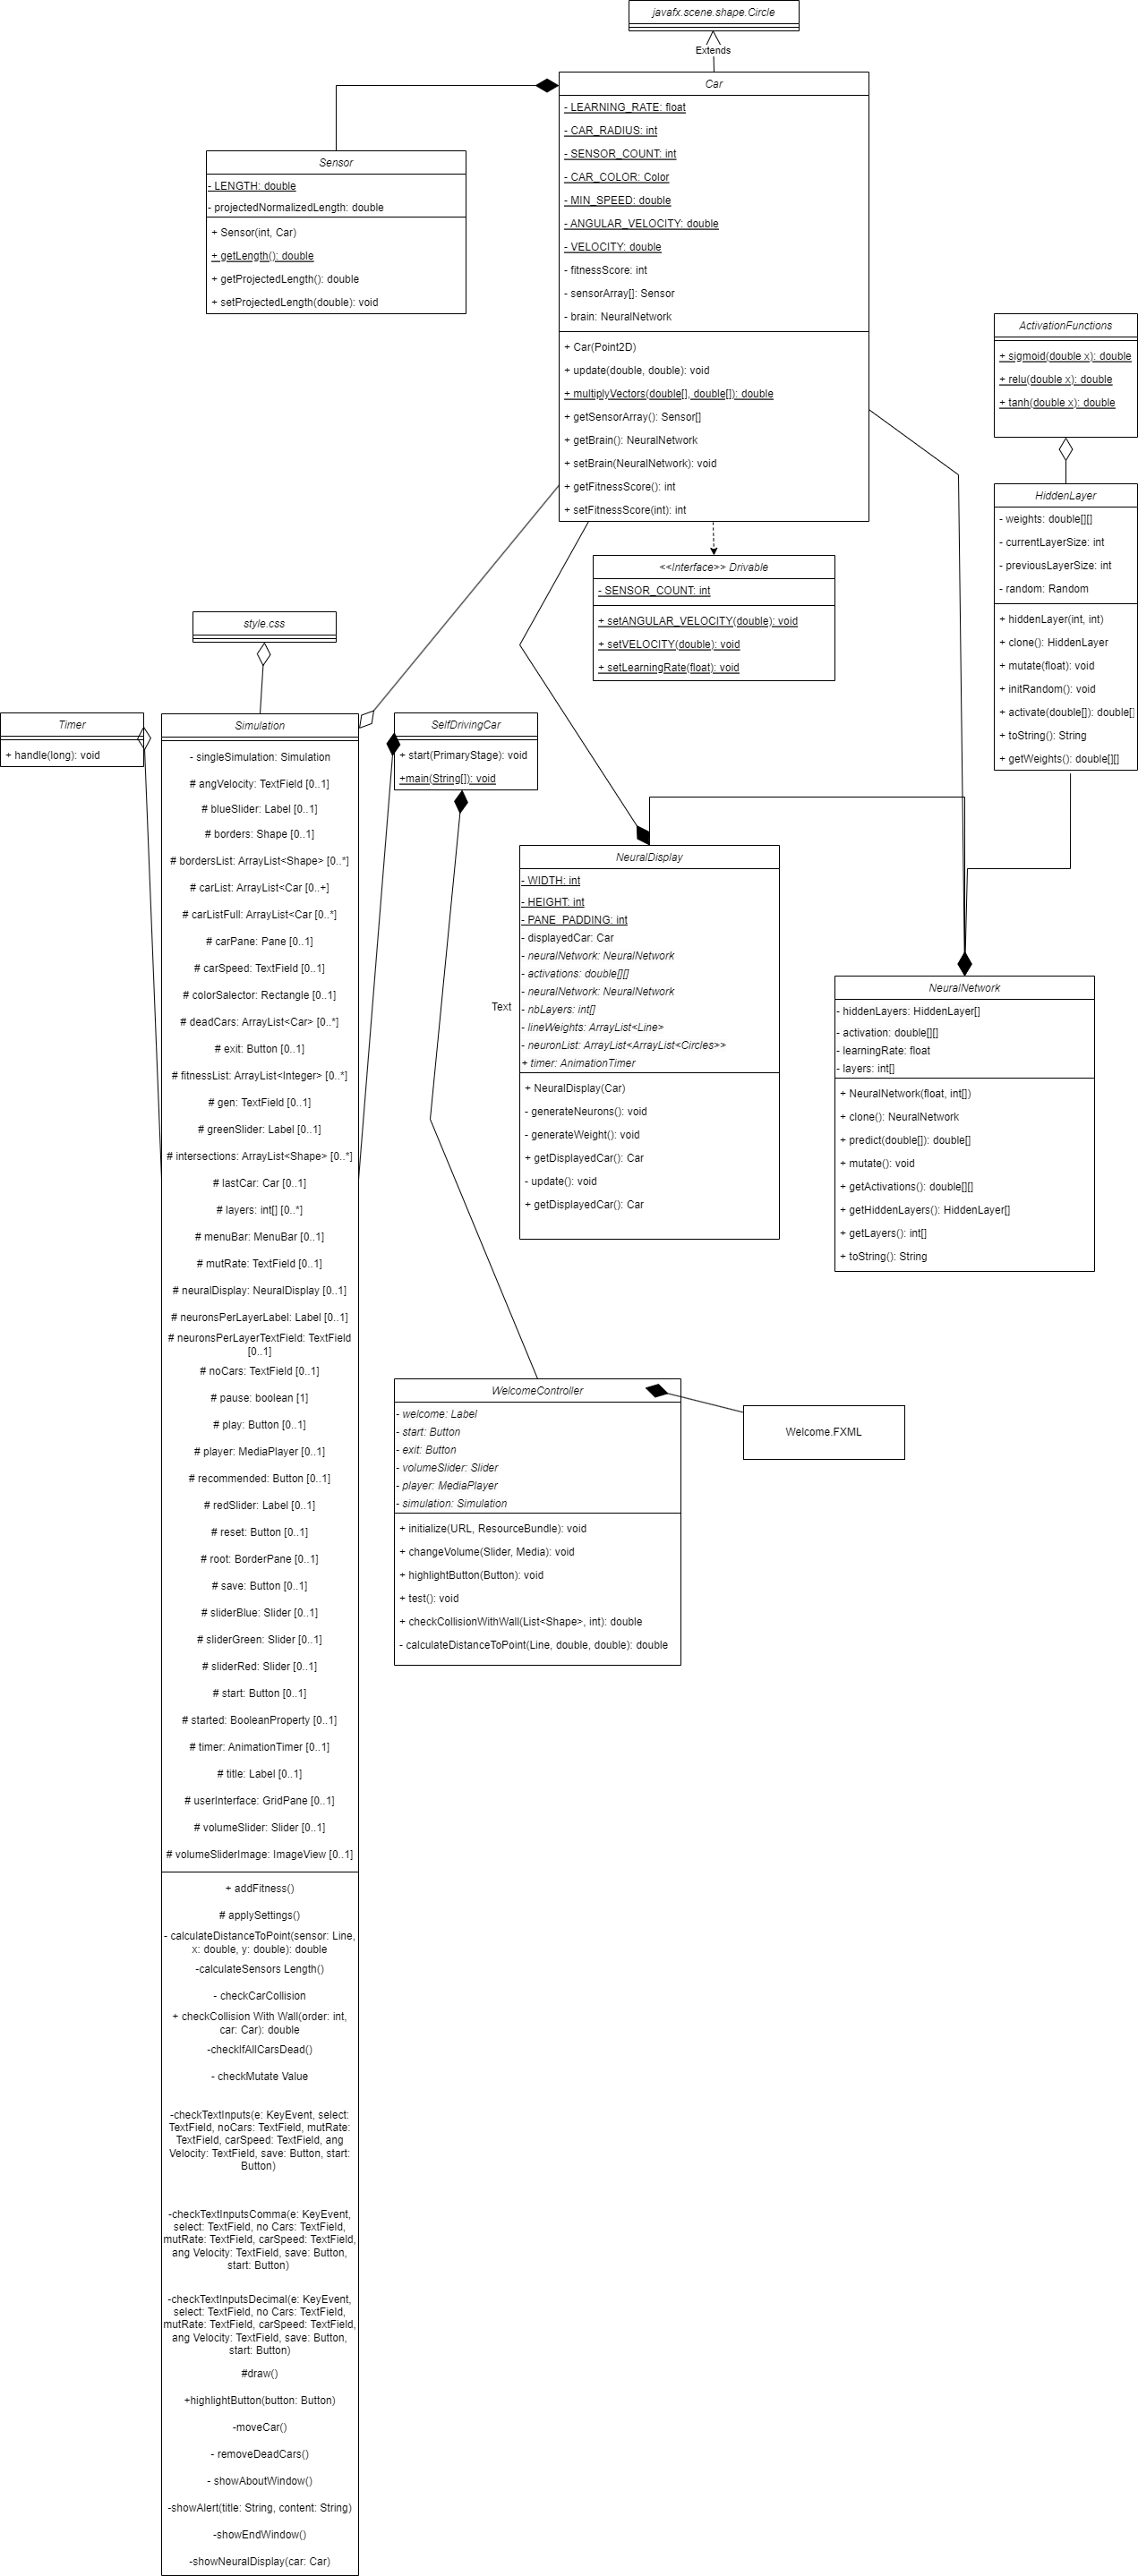 javafx.scene.shape.Circle
Extends
Car
- LEARNING_RATE: float
- CAR_RADIUS: int
- SENSOR_COUNT: int
- CAR_COLOR: Color
- MIN_SPEED: double
- ANGULAR_VELOCITY: double
- VELOCITY: double
- fitnessScore: int
- sensorArray[]: Sensor
- brain: NeuralNetwork
+ Car(Point2D)
+ update(double, double): void
+ multiplyVectors(double[], double[]): double
+ getSensorArray(): Sensor[]
+ getBrain(): NeuralNetwork
+ setBrain(NeuralNetwork): void
+ getFitnessScore(): int
+ setFitnessScore(int): int
Sensor
- LENGTH: double
- projectedNormalizedLength: double
+ Sensor(int, Car)
+ getLength(): double
+ getProjectedLength(): double
+ setProjectedLength(double): void
ActivationFunctions
+ sigmoid(double x): double
+ relu(double x): double
+ tanh(double x): double
HiddenLayer
- weights: double[][]
- currentLayerSize: int
- previousLayerSize: int
- random: Random
+ hiddenLayer(int, int)
+ clone(): HiddenLayer
+ mutate(float): void
+ initRandom(): void
+ activate(double[]): double[]
+ toString(): String
+ getWeights(): double[][]
<<Interface>> Drivable
- SENSOR_COUNT: int
+ setANGULAR_VELOCITY(double): void
+ setVELOCITY(double): void
+ setLearningRate(float): void
style.css
Timer
+ handle(long): void
Simulation
- singleSimulation: Simulation
# angVelocity: TextField [0..1]
# blueSlider: Label [0..1]
# borders: Shape [0..1]
# bordersList: ArrayList<Shape> [0..*]
# carList: ArrayList<Car [0..+]
# carListFull: ArrayList<Car [0..*]
# carPane: Pane [0..1]
# carSpeed: TextField [0..1]
# colorSalector: Rectangle [0..1]
# deadCars: ArrayList<Car> [0..*]
# exit: Button [0..1]
# fitnessList: ArrayList<Integer> [0..*]
# gen: TextField [0..1]
# greenSlider: Label [0..1]
# intersections: ArrayList<Shape> [0..*]
# lastCar: Car [0..1]
# layers: int[] [0..*]
# menuBar: MenuBar [0..1]
# mutRate: TextField [0..1]
# neuralDisplay: NeuralDisplay [0..1]
# neuronsPerLayerLabel: Label [0..1]
# neuronsPerLayerTextField: TextField
[0..1]
# noCars: TextField [0..1]
# pause: boolean [1]
# play: Button [0..1]
# player: MediaPlayer [0..1]
# recommended: Button [0..1]
# redSlider: Label [0..1]
# reset: Button [0..1]
# root: BorderPane [0..1]
# save: Button [0..1]
# sliderBlue: Slider [0..1]
# sliderGreen: Slider [0..1]
# sliderRed: Slider [0..1]
# start: Button [0..1]
# started: BooleanProperty [0..1]
# timer: AnimationTimer [0..1]
# title: Label [0..1]
# userInterface: GridPane [0..1]
# volumeSlider: Slider [0..1]
# volumeSliderImage: ImageView [0..1]
+ addFitness()
# applySettings()
- calculateDistanceToPoint(sensor: Line,
x: double, y: double): double
-calculateSensors Length()
- checkCarCollision
+ checkCollision With Wall(order: int,
car: Car): double
-checkIfAllCarsDead()
- checkMutate Value
-checkTextInputs(e: KeyEvent, select:
TextField, noCars: TextField, mutRate:
TextField, carSpeed: TextField, ang
Velocity: TextField, save: Button, start:
Button)
-checkTextInputsComma(e: KeyEvent,
select: TextField, no Cars: TextField,
mutRate: TextField, carSpeed: TextField,
ang Velocity: TextField, save: Button,
start: Button)
-checkTextInputsDecimal(e: KeyEvent,
select: TextField, no Cars: TextField,
mutRate: TextField, carSpeed: TextField,
ang Velocity: TextField, save: Button,
start: Button)
#draw()
+highlightButton(button: Button)
-moveCar()
- removeDeadCars()
- showAboutWindow()
-showAlert(title: String, content: String)
-showEndWindow()
-showNeuralDisplay(car: Car)
SelfDrivingCar
+ start(PrimaryStage): void
+main(String[]): void
Text
NeuralDisplay
- WIDTH: int
- HEIGHT: int
- PANE_PADDING: int
- displayedCar: Car
- neuralNetwork: NeuralNetwork
- activations: double[][]
- neuralNetwork: NeuralNetwork
- nbLayers: int[]
- lineWeights: ArrayList<Line>
- neuronList: ArrayList<ArrayList<Circles>>
+ timer: AnimationTimer
+ NeuralDisplay(Car)
- generateNeurons(): void
- generateWeight(): void
+ getDisplayedCar(): Car
- update(): void
+ getDisplayedCar(): Car
NeuralNetwork
- hiddenLayers: HiddenLayer[]
- activation: double[][]
- learningRate: float
- layers: int[]
+ NeuralNetwork(float, int[])
+ clone(): NeuralNetwork
+ predict(double[]): double[]
+ mutate(): void
+ getActivations(): double[][]
+ getHiddenLayers(): HiddenLayer[]
+ getLayers(): int[]
+ toString(): String
WelcomeController
- welcome: Label
- start: Button
- exit: Button
- volumeSlider: Slider
- player: MediaPlayer
- simulation: Simulation
+ initialize(URL, ResourceBundle): void
+ changeVolume(Slider, Media): void
+ highlightButton(Button): void
+ test(): void
+ checkCollisionWithWall(List<Shape>, int): double
- calculateDistanceToPoint(Line, double, double): double
Welcome.FXML